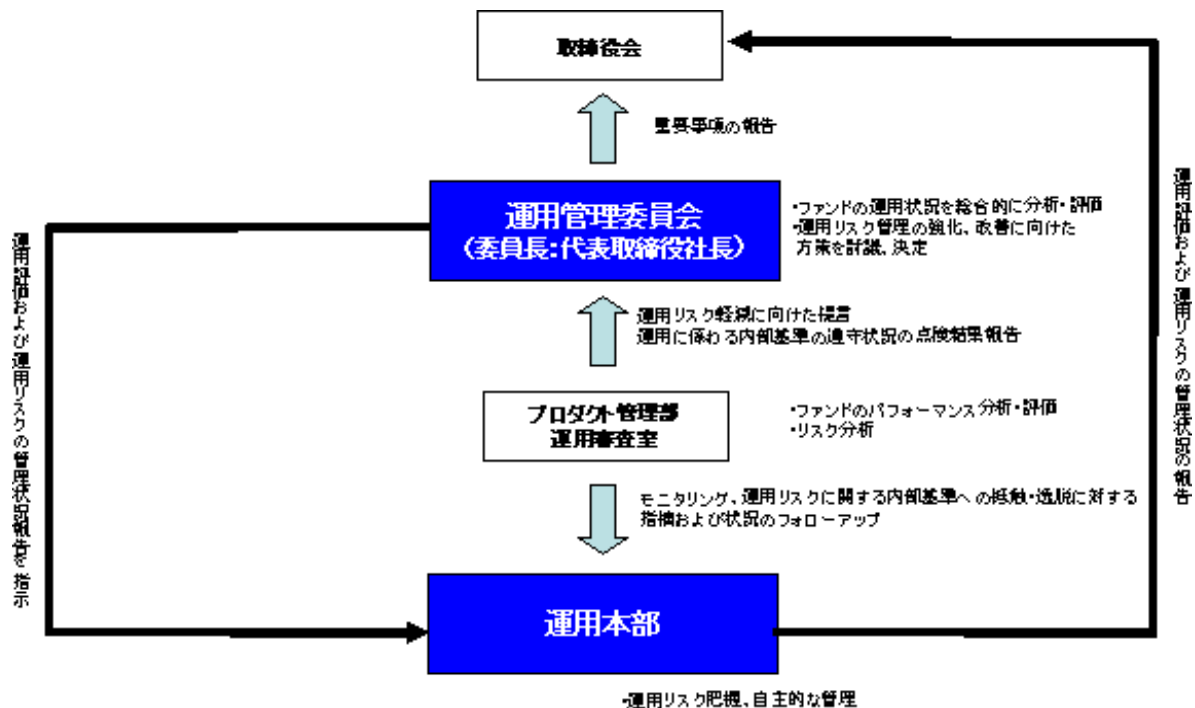 取締役会
重要事項の報告
運用管理委員会
(委員長:代表取締役社長)
・ファンドの運用状況を総合的に分析・評価
・運用リスク管理の強化、改善に向けた
方策を討議、決定
運用リスク軽減に向けた提言
運用に係わる内部基準の遵守状況の点検結果報告
プロダクト管理部
運用審査室
・ファンドのパフォーマンス分析・評価
・リスク分析
モニタリング、運用リスクに関する内部基準への抵触・逸脱に対する
指摘および状況のフォローアップ
運用本部
・運用リスク把握、自主的な管理
運用評価および運用リスクの管理状況報告を指示
運用評価および運用リスクの管理状況の報告